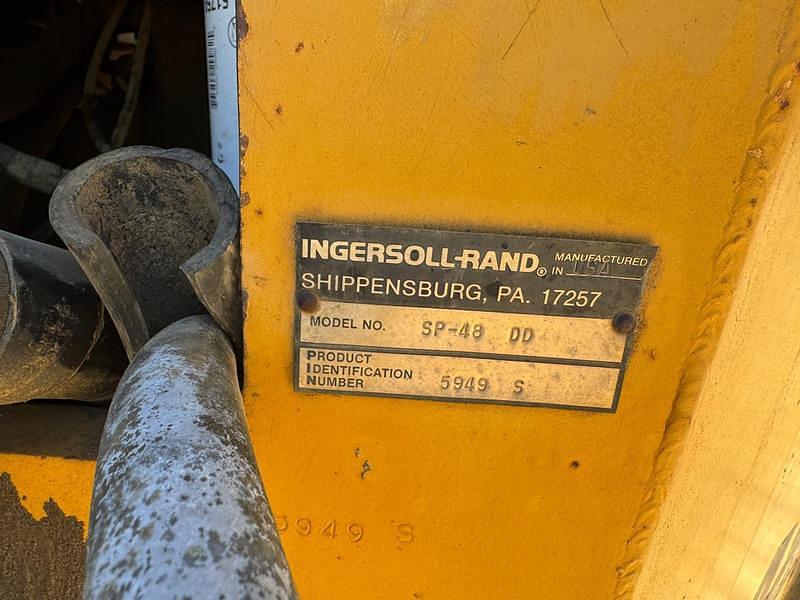 INGERSOLL-RAND® MANUFACTURED IN USA
SHIPPENSBURG, PA. 17257
MODEL NO. SP-48 DD
PRODUCT
IDENTIFICATION
NUMBER 5949 S
5949 S